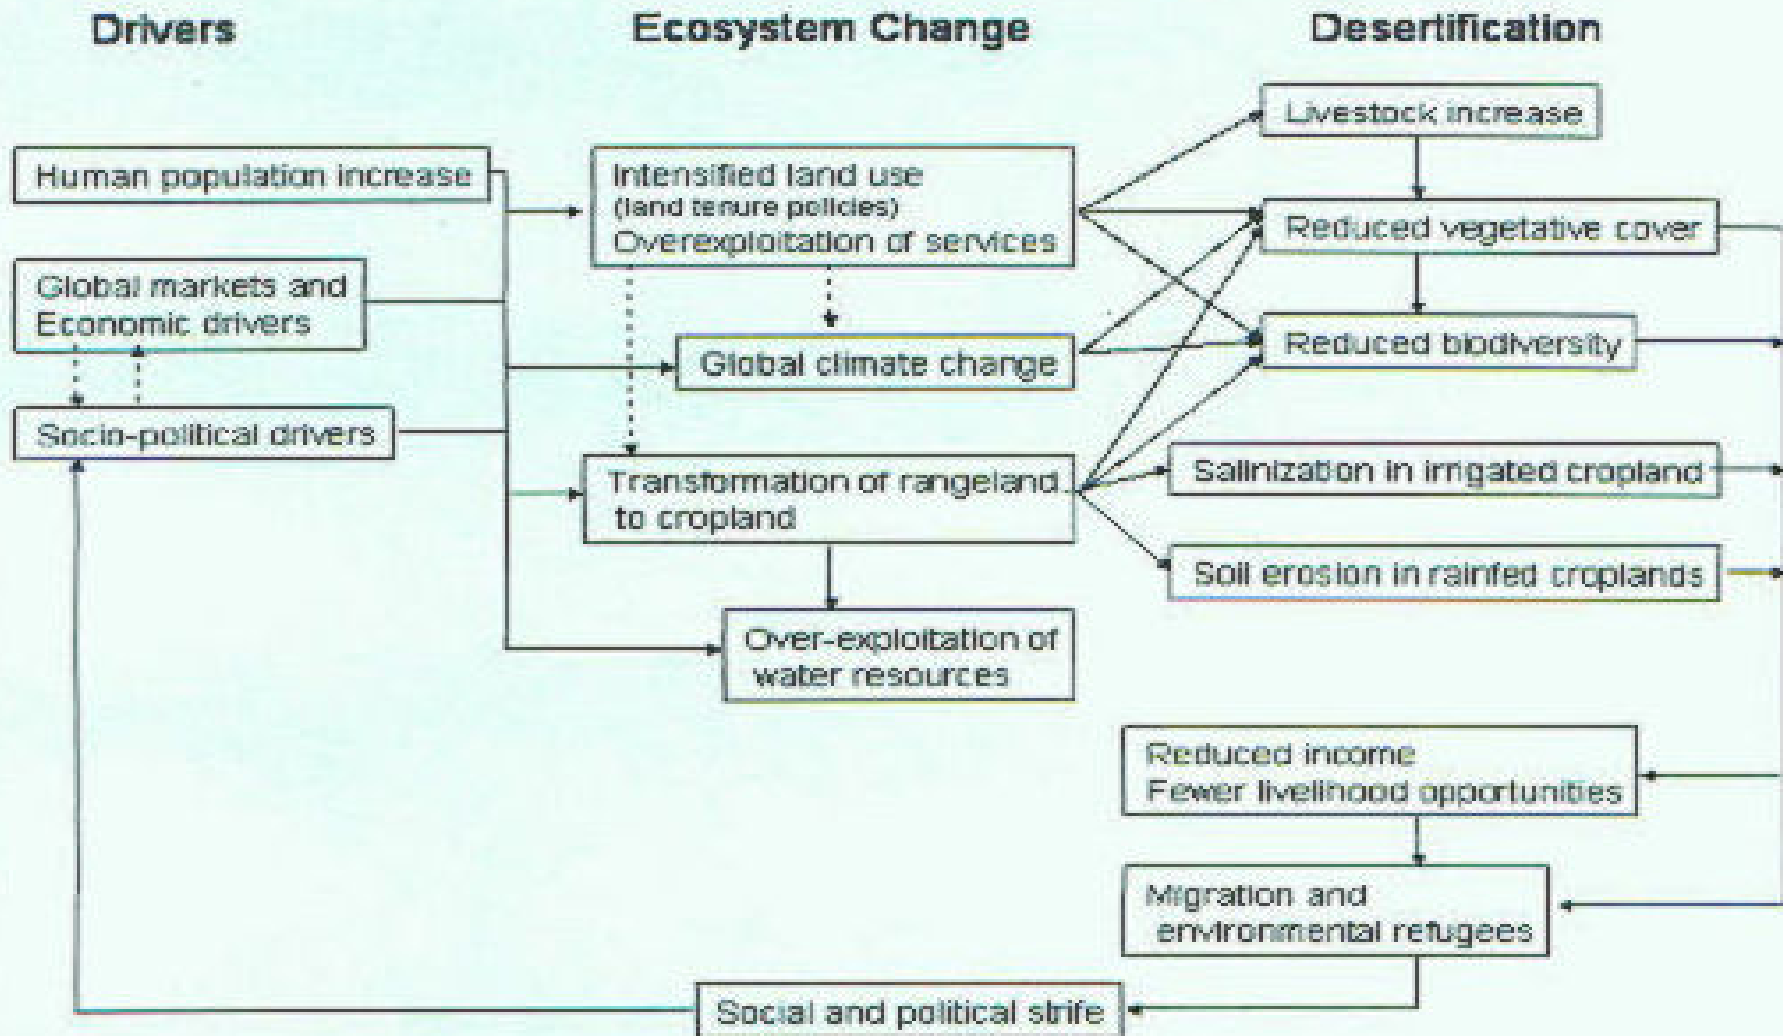 Drivers
Ecosystem Change
Desertification
Human population increase
Global markets and
Economic drivers
Socio-political drivers
Intensified land use
(land tenure policies)
Overexploitation of services
Global climate change
Transformation of rangeland
to cropland
Over-exploitation of
water resources
Livestock increase
Reduced vegetative cover
Reduced biodiversity
Salinization in irrigated cropland
Soil erosion in rainfed croplands
Reduced income
Fewer livelihood opportunities
Migration and
environmental refugees
Social and political strife